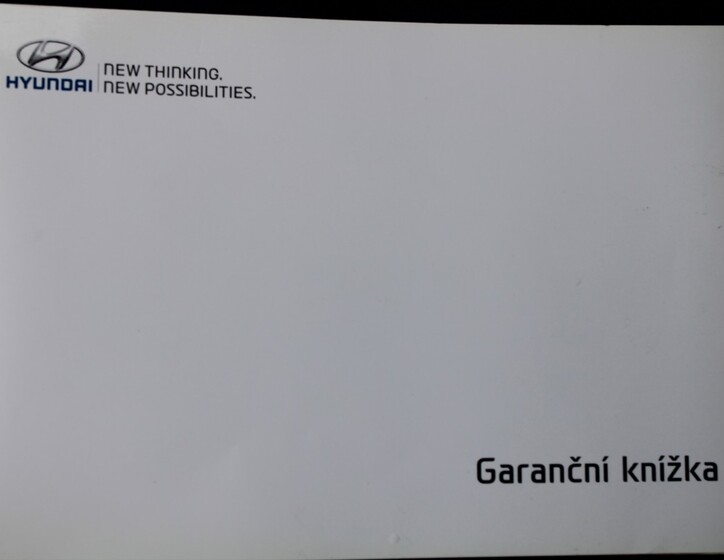 HYUNDAI
NEW THINKING.
NEW POSSIBILITIES.
Garanční knížka